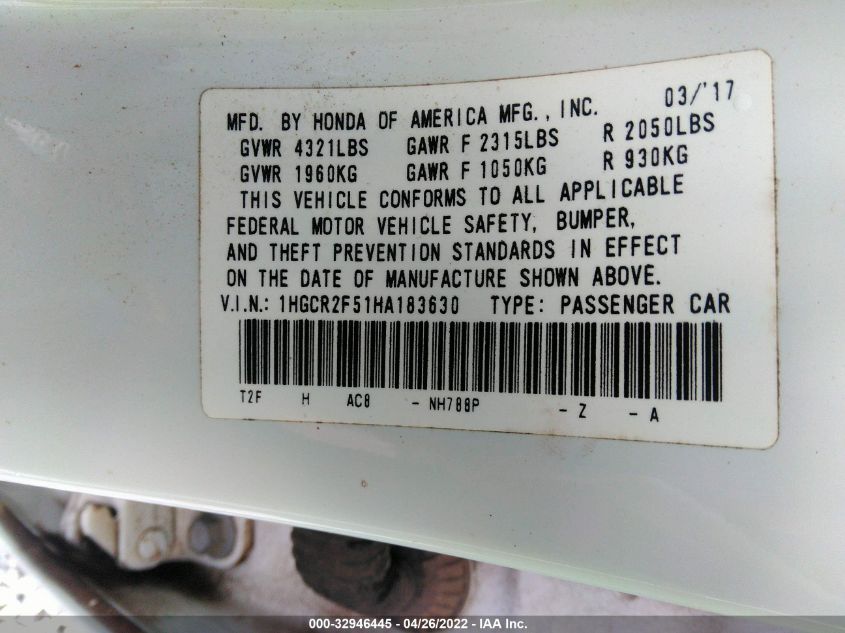 MFD. BY HONDA OF AMERICA MFG., INC. 03/'17
GVWR 4321LBS GAWR F 2315LBS R 2050LBS
GVWR 1960KG GAWR F 1050KG R 930KG
THIS VEHICLE CONFORMS TO ALL APPLICABLE
FEDERAL MOTOR VEHICLE SAFETY, BUMPER,
AND THEFT PREVENTION STANDARDS IN EFFECT
ON THE DATE OF MANUFACTURE SHOWN ABOVE.
V.I.N.: 1HGCR2F51HA183630 TYPE: PASSENGER CAR
T2F H AC8 - NH788P - Z - A
000-32946445 - 04/26/2022 - IAA Inc.